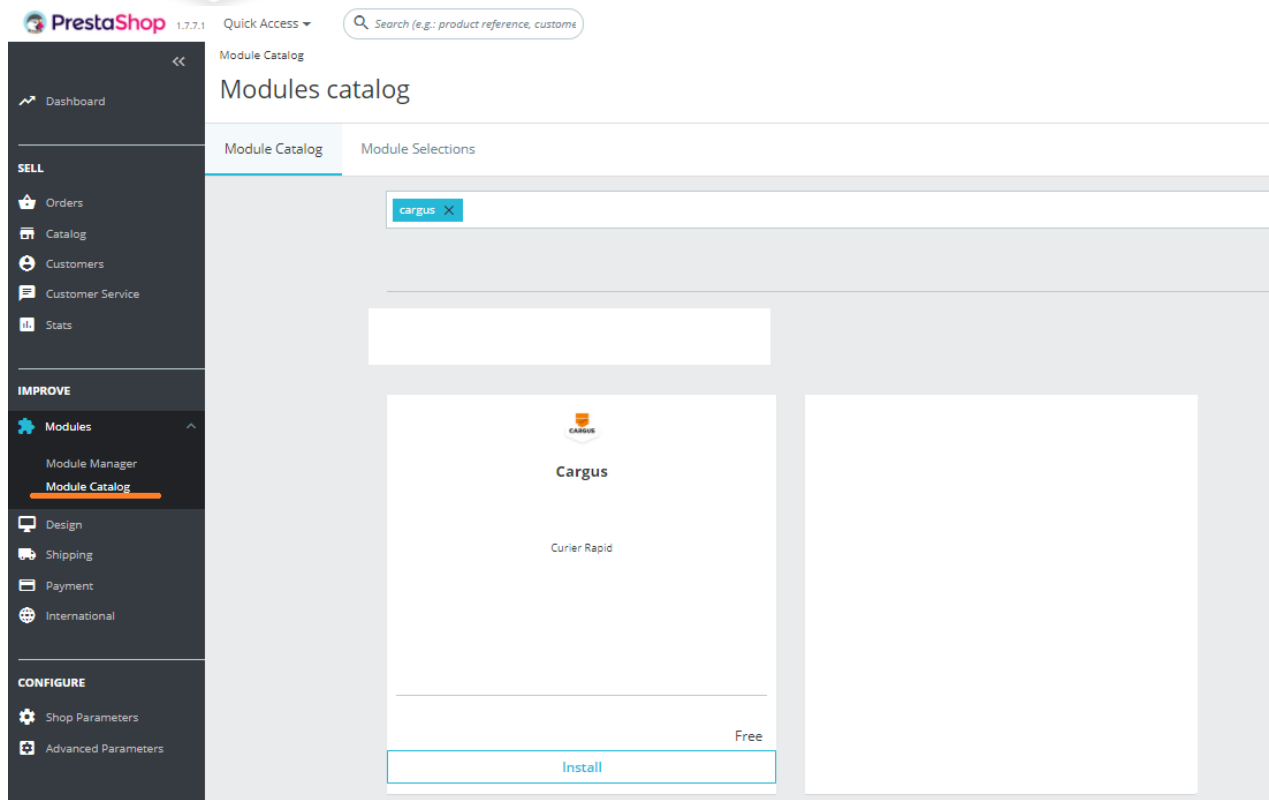 PrestaShop 1.7.7.1 Quick Access Search (e.g.: product reference, custome
Module Catalog
Modules catalog
Module Catalog Module Selections
cargus
Dashboard
SELL
Orders
Catalog
Customers
Customer Service
Stats
IMPROVE
Modules
Module Manager
Module Catalog
Design
Shipping
Payment
International
CONFIGURE
Shop Parameters
Advanced Parameters
CARGUS
Cargus
Curier Rapid
Free
Install